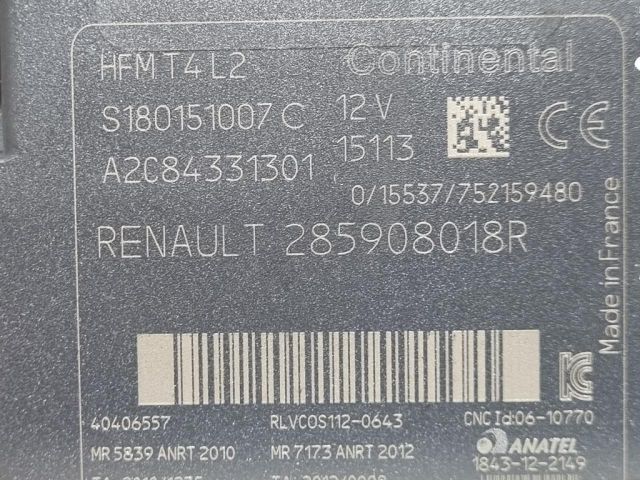 HFM T4 L2 Continental
S180151007 C 12 V
A2C84331301 15113
0/15537/752159480
RENAULT 285908018R
Made in France
40406557 RLVCOS112-0643 CNC Id:06-10770
MR 5839 ANRT 2010 MR 7173 ANRT 2012 ANATEL
1843-12-2149